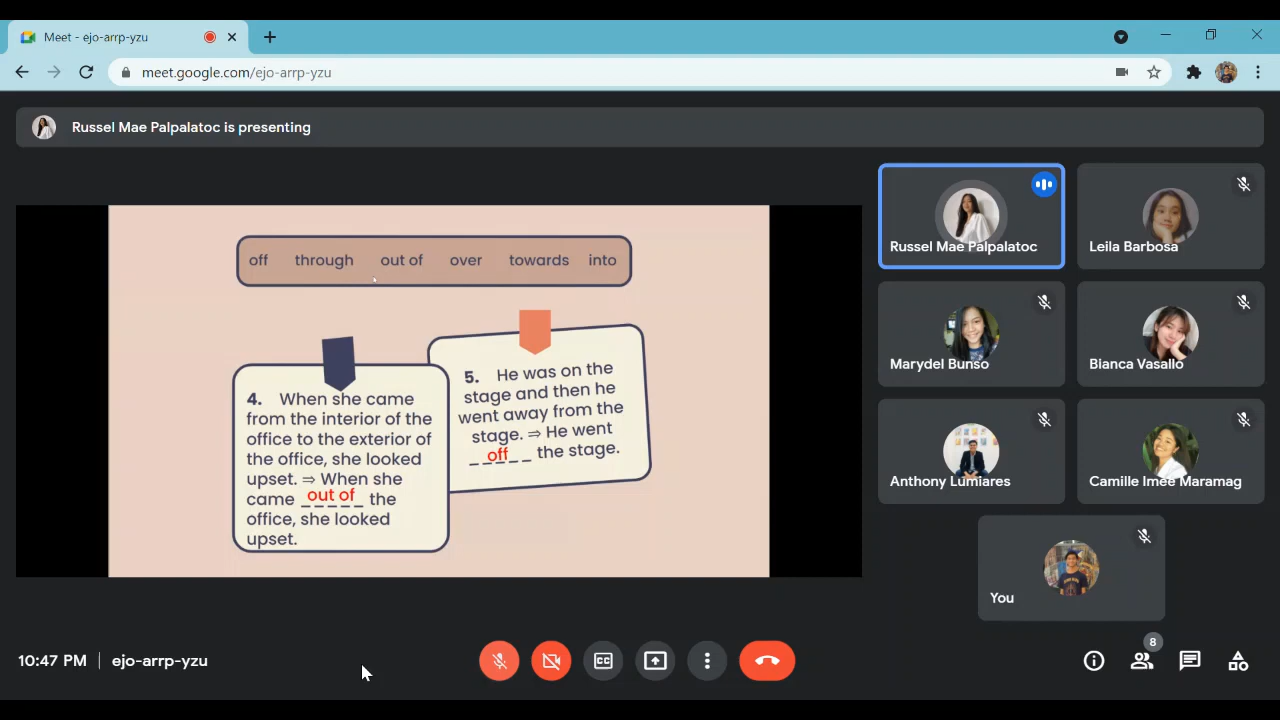 Meet - ejo-arrp-yzu
meet.google.com/ejo-arrp-yzu
Russel Mae Palpalatoc is presenting
off through out of over towards into
4. When she came
from the interior of the
office to the exterior of
the office, she looked
upset. ⇒ When she
came out of the
office, she looked
upset.
5. He was on the
stage and then he
went away from the
stage. ⇒ He went
off the stage.
Russel Mae Palpalatoc
Leila Barbosa
Marydel Bunso
Bianca Vasallo
Anthony Lumiares
Camille Imee Maramag
You
10:47 PM | ejo-arrp-yzu
CC
8